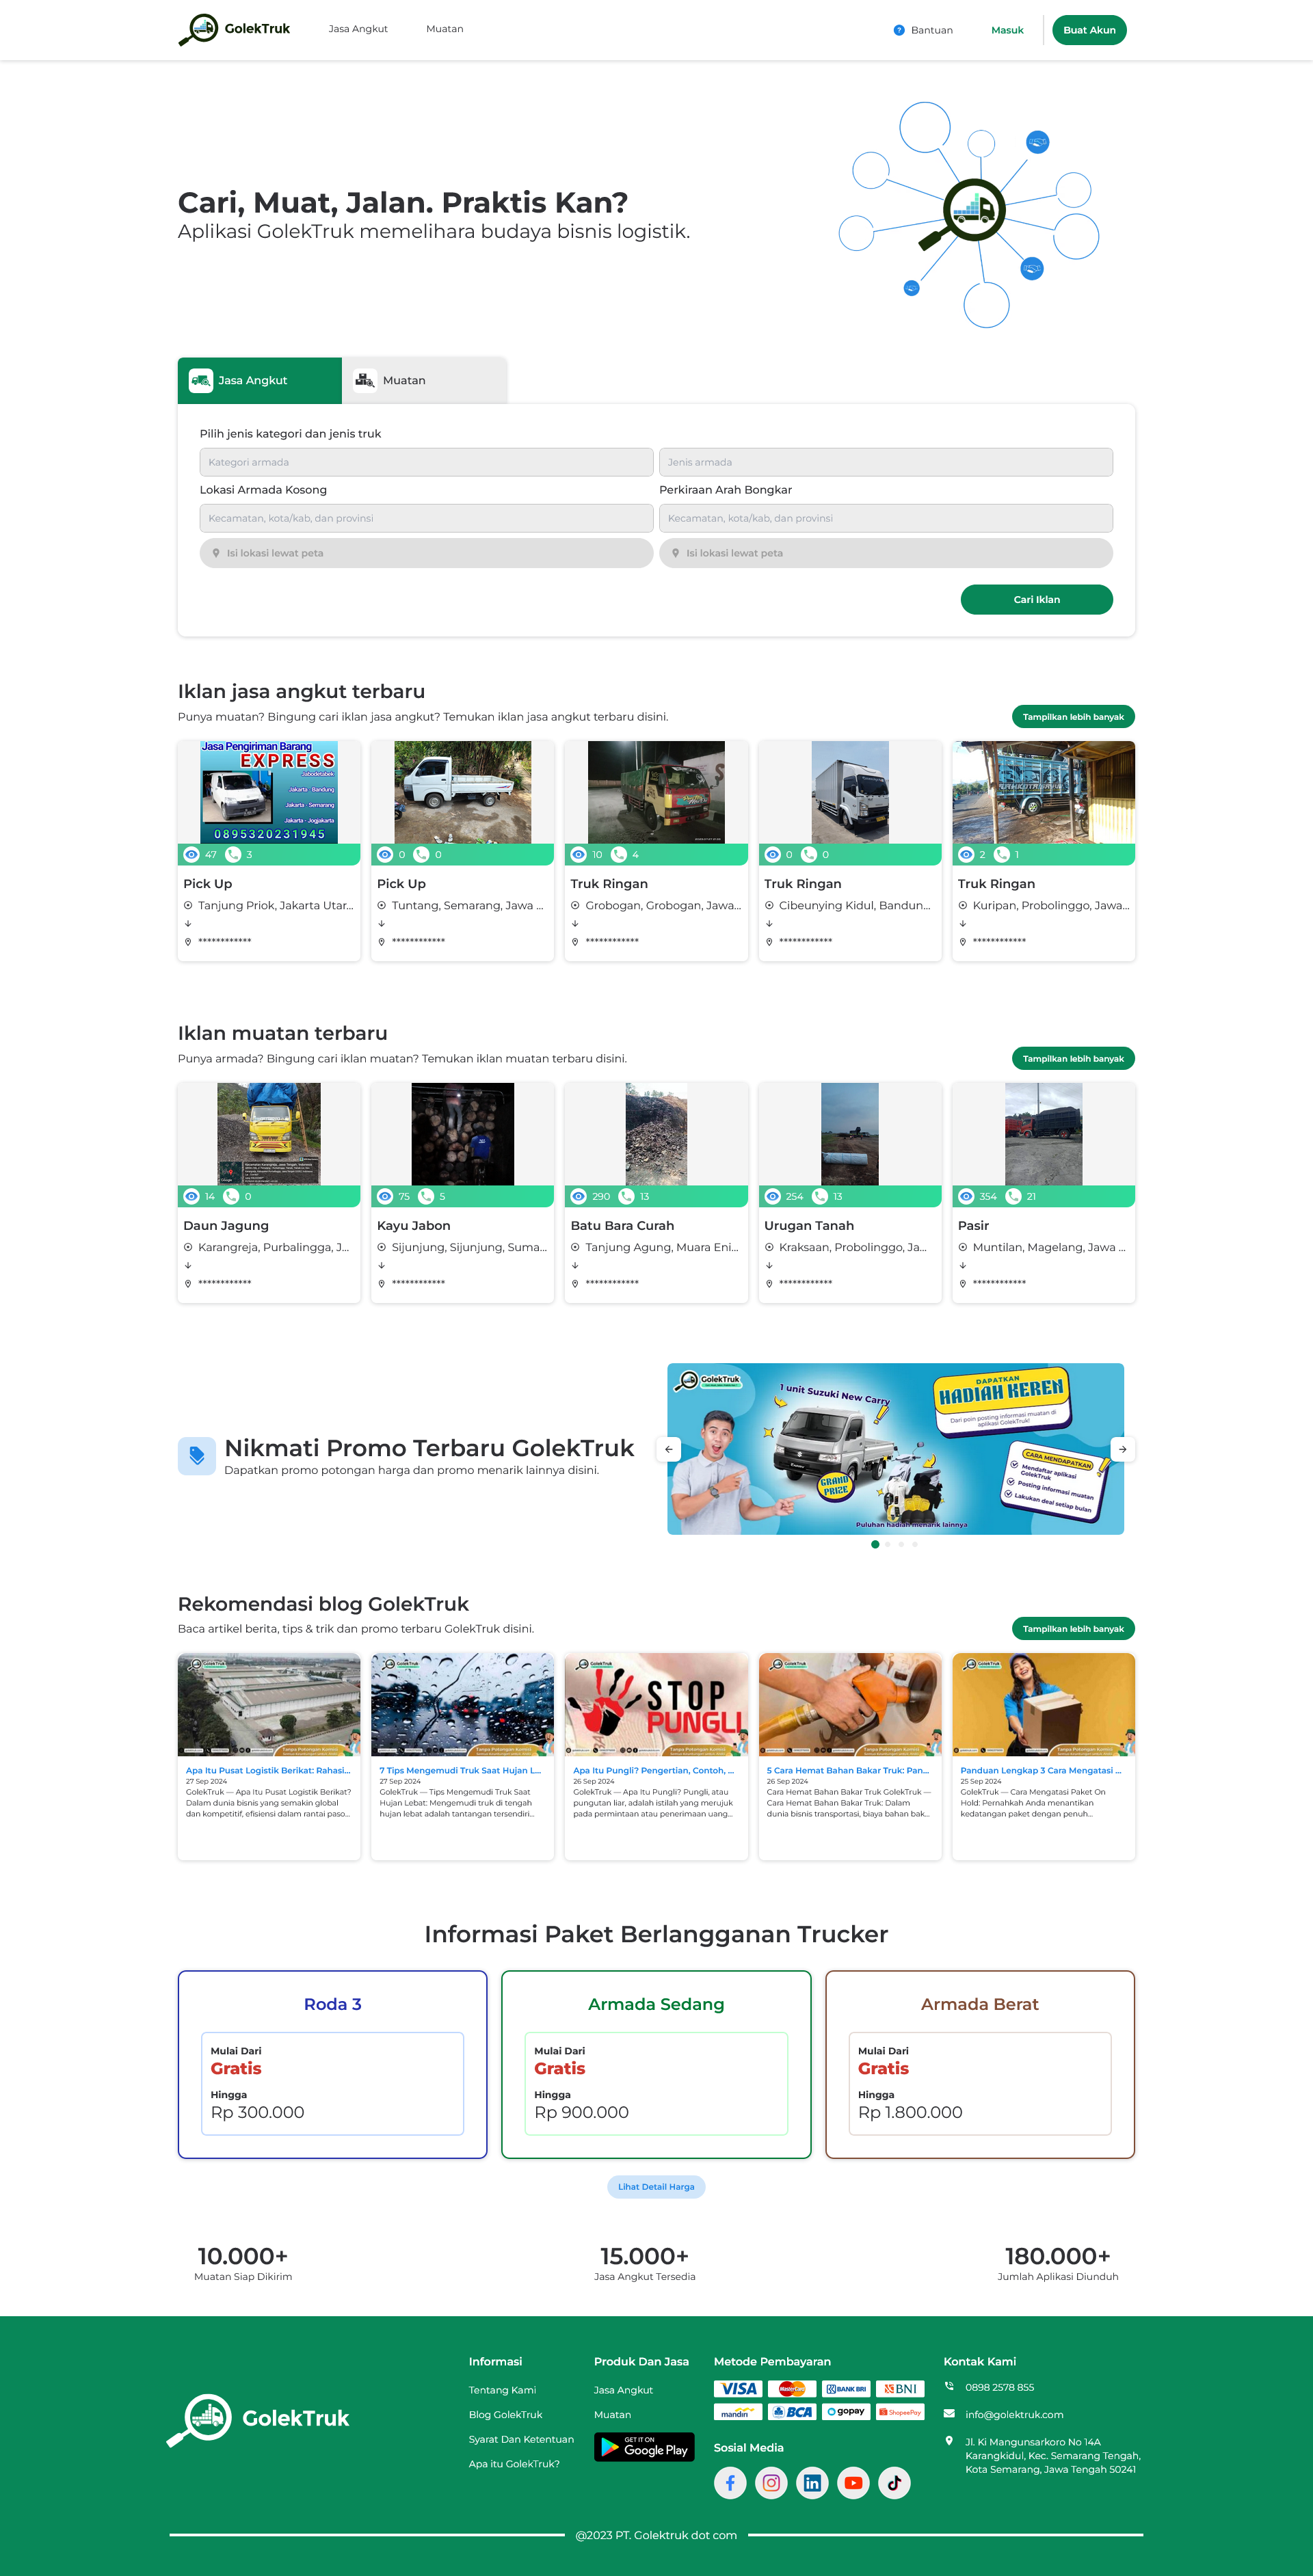 GolekTruk
Jasa Angkut
Muatan
Bantuan
Masuk
Buat Akun
Cari, Muat, Jalan. Praktis Kan?
Aplikasi GolekTruk memelihara budaya bisnis logistik.
Jasa Angkut
Muatan
Pilih jenis kategori dan jenis truk
Kategori armada
Jenis armada
Lokasi Armada Kosong
Perkiraan Arah Bongkar
Kecamatan, kota/kab, dan provinsi
Kecamatan, kota/kab, dan provinsi
Isi lokasi lewat peta
Isi lokasi lewat peta
Cari Iklan
Iklan jasa angkut terbaru
Punya muatan? Bingung cari iklan jasa angkut? Temukan iklan jasa angkut terbaru disini.
Tampilkan lebih banyak
Jasa Pengiriman Barang
EXPRESS
Jabodetabek
Jakarta - Bandung
Jakarta - Semarang
Jakarta - Jogjakarta
0895320231945
47 3
Pick Up
Tanjung Priok, Jakarta Utar...
************
0 0
Pick Up
Tuntang, Semarang, Jawa ...
************
10 4
Truk Ringan
Grobogan, Grobogan, Jawa...
************
0 0
Truk Ringan
Cibeunying Kidul, Bandun...
************
2 1
Truk Ringan
Kuripan, Probolinggo, Jawa...
************
Iklan muatan terbaru
Punya armada? Bingung cari iklan muatan? Temukan iklan muatan terbaru disini.
Tampilkan lebih banyak
14 0
Daun Jagung
Karangreja, Purbalingga, J...
************
75 5
Kayu Jabon
Sijunjung, Sijunjung, Suma...
************
290 13
Batu Bara Curah
Tanjung Agung, Muara Eni...
************
254 13
Urugan Tanah
Kraksaan, Probolinggo, Ja...
************
354 21
Pasir
Muntilan, Magelang, Jawa ...
************
Nikmati Promo Terbaru GolekTruk
Dapatkan promo potongan harga dan promo menarik lainnya disini.
GolekTruk
1 unit Suzuki New Carry
DAPATKAN
HADIAH KEREN
Dari poin posting informasi muatan di
aplikasi GolekTruk!
GRAND
PRIZE
CARA MENDAPATKAN
Mendaftar aplikasi
GolekTruk
Posting informasi muatan
Lakukan deal setiap bulan
Puluhan hadiah menarik lainnya
Rekomendasi blog GolekTruk
Baca artikel berita, tips & trik dan promo terbaru GolekTruk disini.
Tampilkan lebih banyak
GolekTruk
Tanpa Potongan Komisi
Apa Itu Pusat Logistik Berikat: Rahasi...
27 Sep 2024
GolekTruk — Apa Itu Pusat Logistik Berikat?
Dalam dunia bisnis yang semakin global
dan kompetitif, efisiensi dalam rantai paso...
GolekTruk
Tanpa Potongan Komisi
7 Tips Mengemudi Truk Saat Hujan L...
27 Sep 2024
GolekTruk — Tips Mengemudi Truk Saat
Hujan Lebat: Mengemudi truk di tengah
hujan lebat adalah tantangan tersendiri...
GolekTruk
STOP
PUNGLI
Tanpa Potongan Komisi
Apa Itu Pungli? Pengertian, Contoh, ...
26 Sep 2024
GolekTruk — Apa Itu Pungli? Pungli, atau
pungutan liar, adalah istilah yang merujuk
pada permintaan atau penerimaan uang...
GolekTruk
Tanpa Potongan Komisi
5 Cara Hemat Bahan Bakar Truk: Pan...
26 Sep 2024
Cara Hemat Bahan Bakar Truk GolekTruk —
Cara Hemat Bahan Bakar Truk: Dalam
dunia bisnis transportasi, biaya bahan bak...
GolekTruk
Tanpa Potongan Komisi
Panduan Lengkap 3 Cara Mengatasi ...
25 Sep 2024
GolekTruk — Cara Mengatasi Paket On
Hold: Pernahkah Anda menantikan
kedatangan paket dengan penuh...
Informasi Paket Berlangganan Trucker
Roda 3
Mulai Dari
Gratis
Hingga
Rp 300.000
Armada Sedang
Mulai Dari
Gratis
Hingga
Rp 900.000
Armada Berat
Mulai Dari
Gratis
Hingga
Rp 1.800.000
Lihat Detail Harga
10.000+
Muatan Siap Dikirim
15.000+
Jasa Angkut Tersedia
180.000+
Jumlah Aplikasi Diunduh
GolekTruk
Informasi
Tentang Kami
Blog GolekTruk
Syarat Dan Ketentuan
Apa itu GolekTruk?
Produk Dan Jasa
Jasa Angkut
Muatan
GET IT ON
Google Play
Metode Pembayaran
VISA
MasterCard
BANK BRI
BNI
mandiri
BCA
gopay
ShopeePay
Sosial Media
Kontak Kami
0898 2578 855
info@golektruk.com
Jl. Ki Mangunsarkoro No 14A
Karangkidul, Kec. Semarang Tengah,
Kota Semarang, Jawa Tengah 50241
@2023 PT. Golektruk dot com